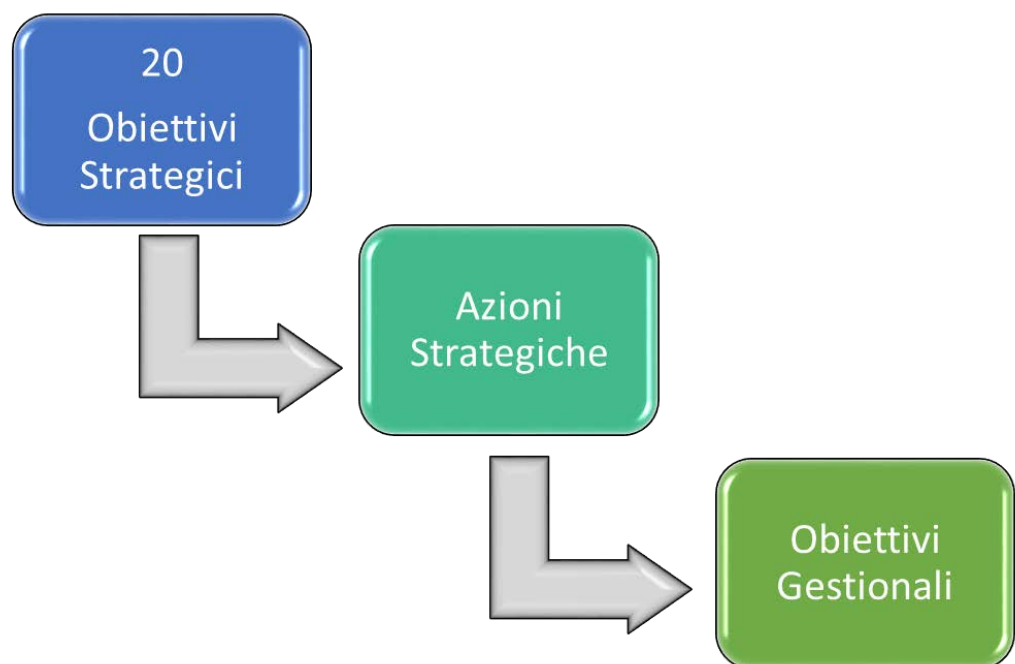 20
Obiettivi
Strategici
Azioni
Strategiche
Obiettivi
Gestionali